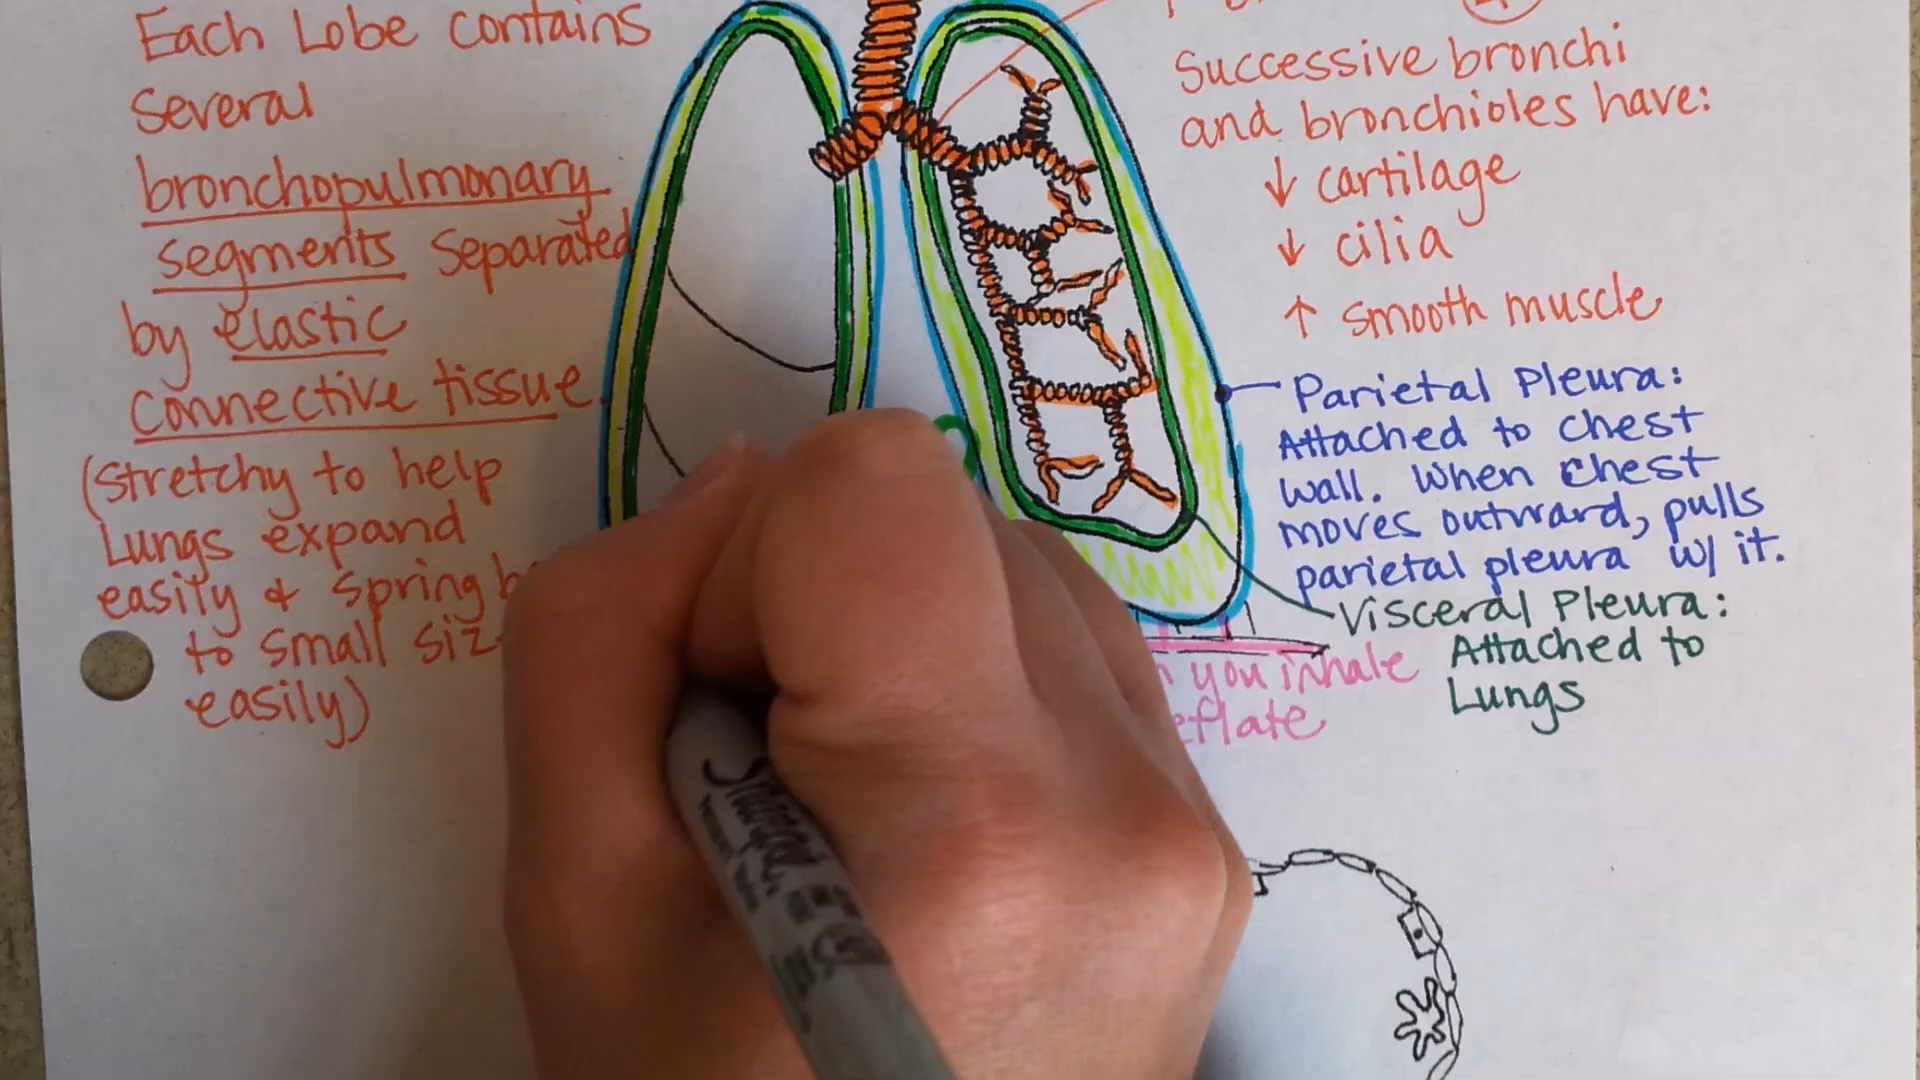 Each Lobe contains
several
bronchopulmonary
segments separated
by elastic
connective tissue.
(stretchy to help
Lungs expand
easily & spring
to small
easily)
Successive bronchi
and bronchioles have:
↓ cartilage
↓ cilia
↑ smooth muscle
Parietal Pleura:
Attached to chest
wall. When chest
moves outward, pulls
parietal pleura w/ it.
Visceral Pleura:
Attached to
Lungs
you inhale
eflate
Sharpie